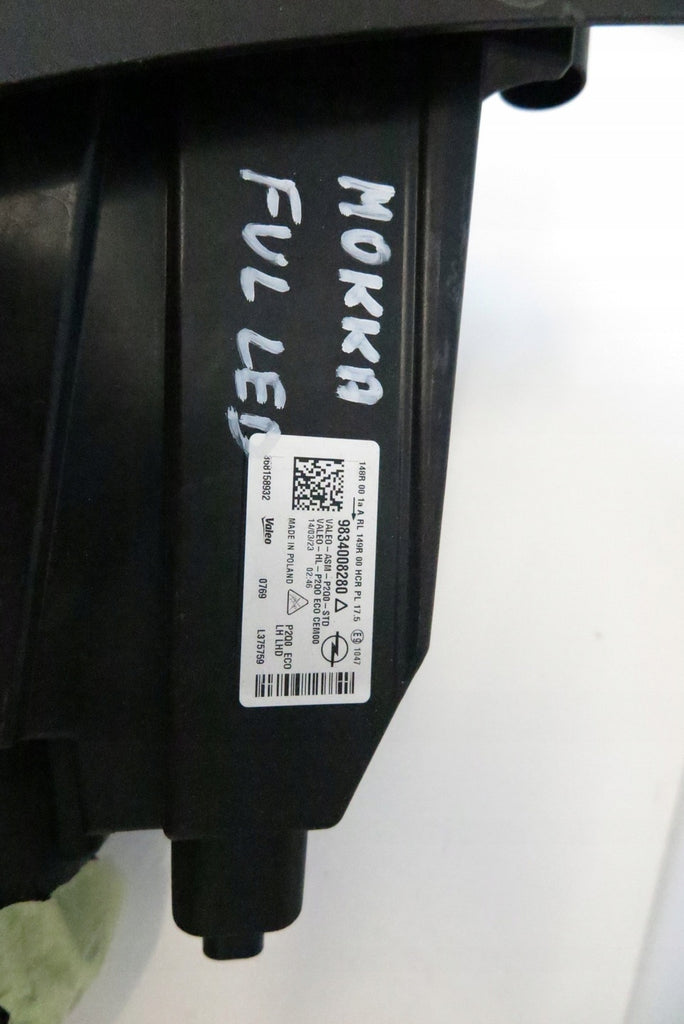 MOKKA
FUL LED
148R 00 1a A RL 149R 00 HCR PL 17.5 E9 1047
9834008280
VALEO-ASM-P200-STD
VALEO-HL-P2QO ECO CEM00
14/03/23 02:46
MADE IN POLAND
P2QO ECO
LH LHD
Valeo 0769
L375759